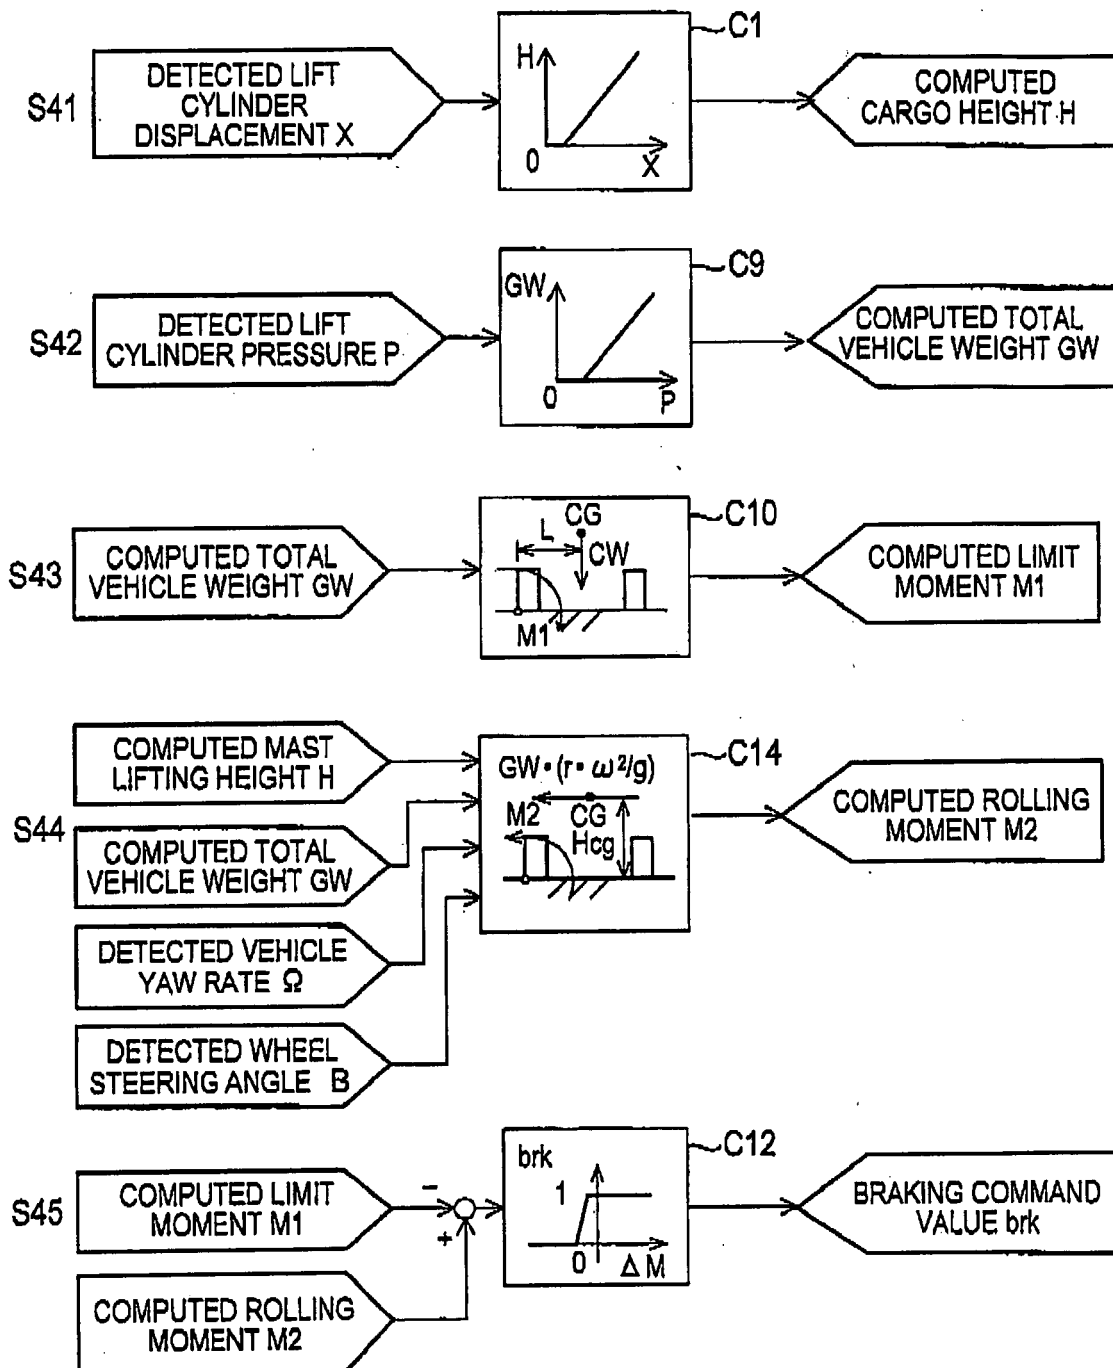 S41
DETECTED LIFT
CYLINDER
DISPLACEMENT X
H
0
X
C1
COMPUTED
CARGO HEIGHT H
S42
DETECTED LIFT
CYLINDER PRESSURE P
GW
0
P
C9
COMPUTED TOTAL
VEHICLE WEIGHT GW
S43
COMPUTED TOTAL
VEHICLE WEIGHT GW
L
CG
CW
M1
C10
COMPUTED LIMIT
MOMENT M1
S44
COMPUTED MAST
LIFTING HEIGHT H
COMPUTED TOTAL
VEHICLE WEIGHT GW
DETECTED VEHICLE
YAW RATE Ω
DETECTED WHEEL
STEERING ANGLE B
GW・(r・ω²/g)
M2
CG
Hcg
C14
COMPUTED ROLLING
MOMENT M2
S45
COMPUTED LIMIT
MOMENT M1
COMPUTED ROLLING
MOMENT M2
-
+
brk
1
0
ΔM
C12
BRAKING COMMAND
VALUE brk